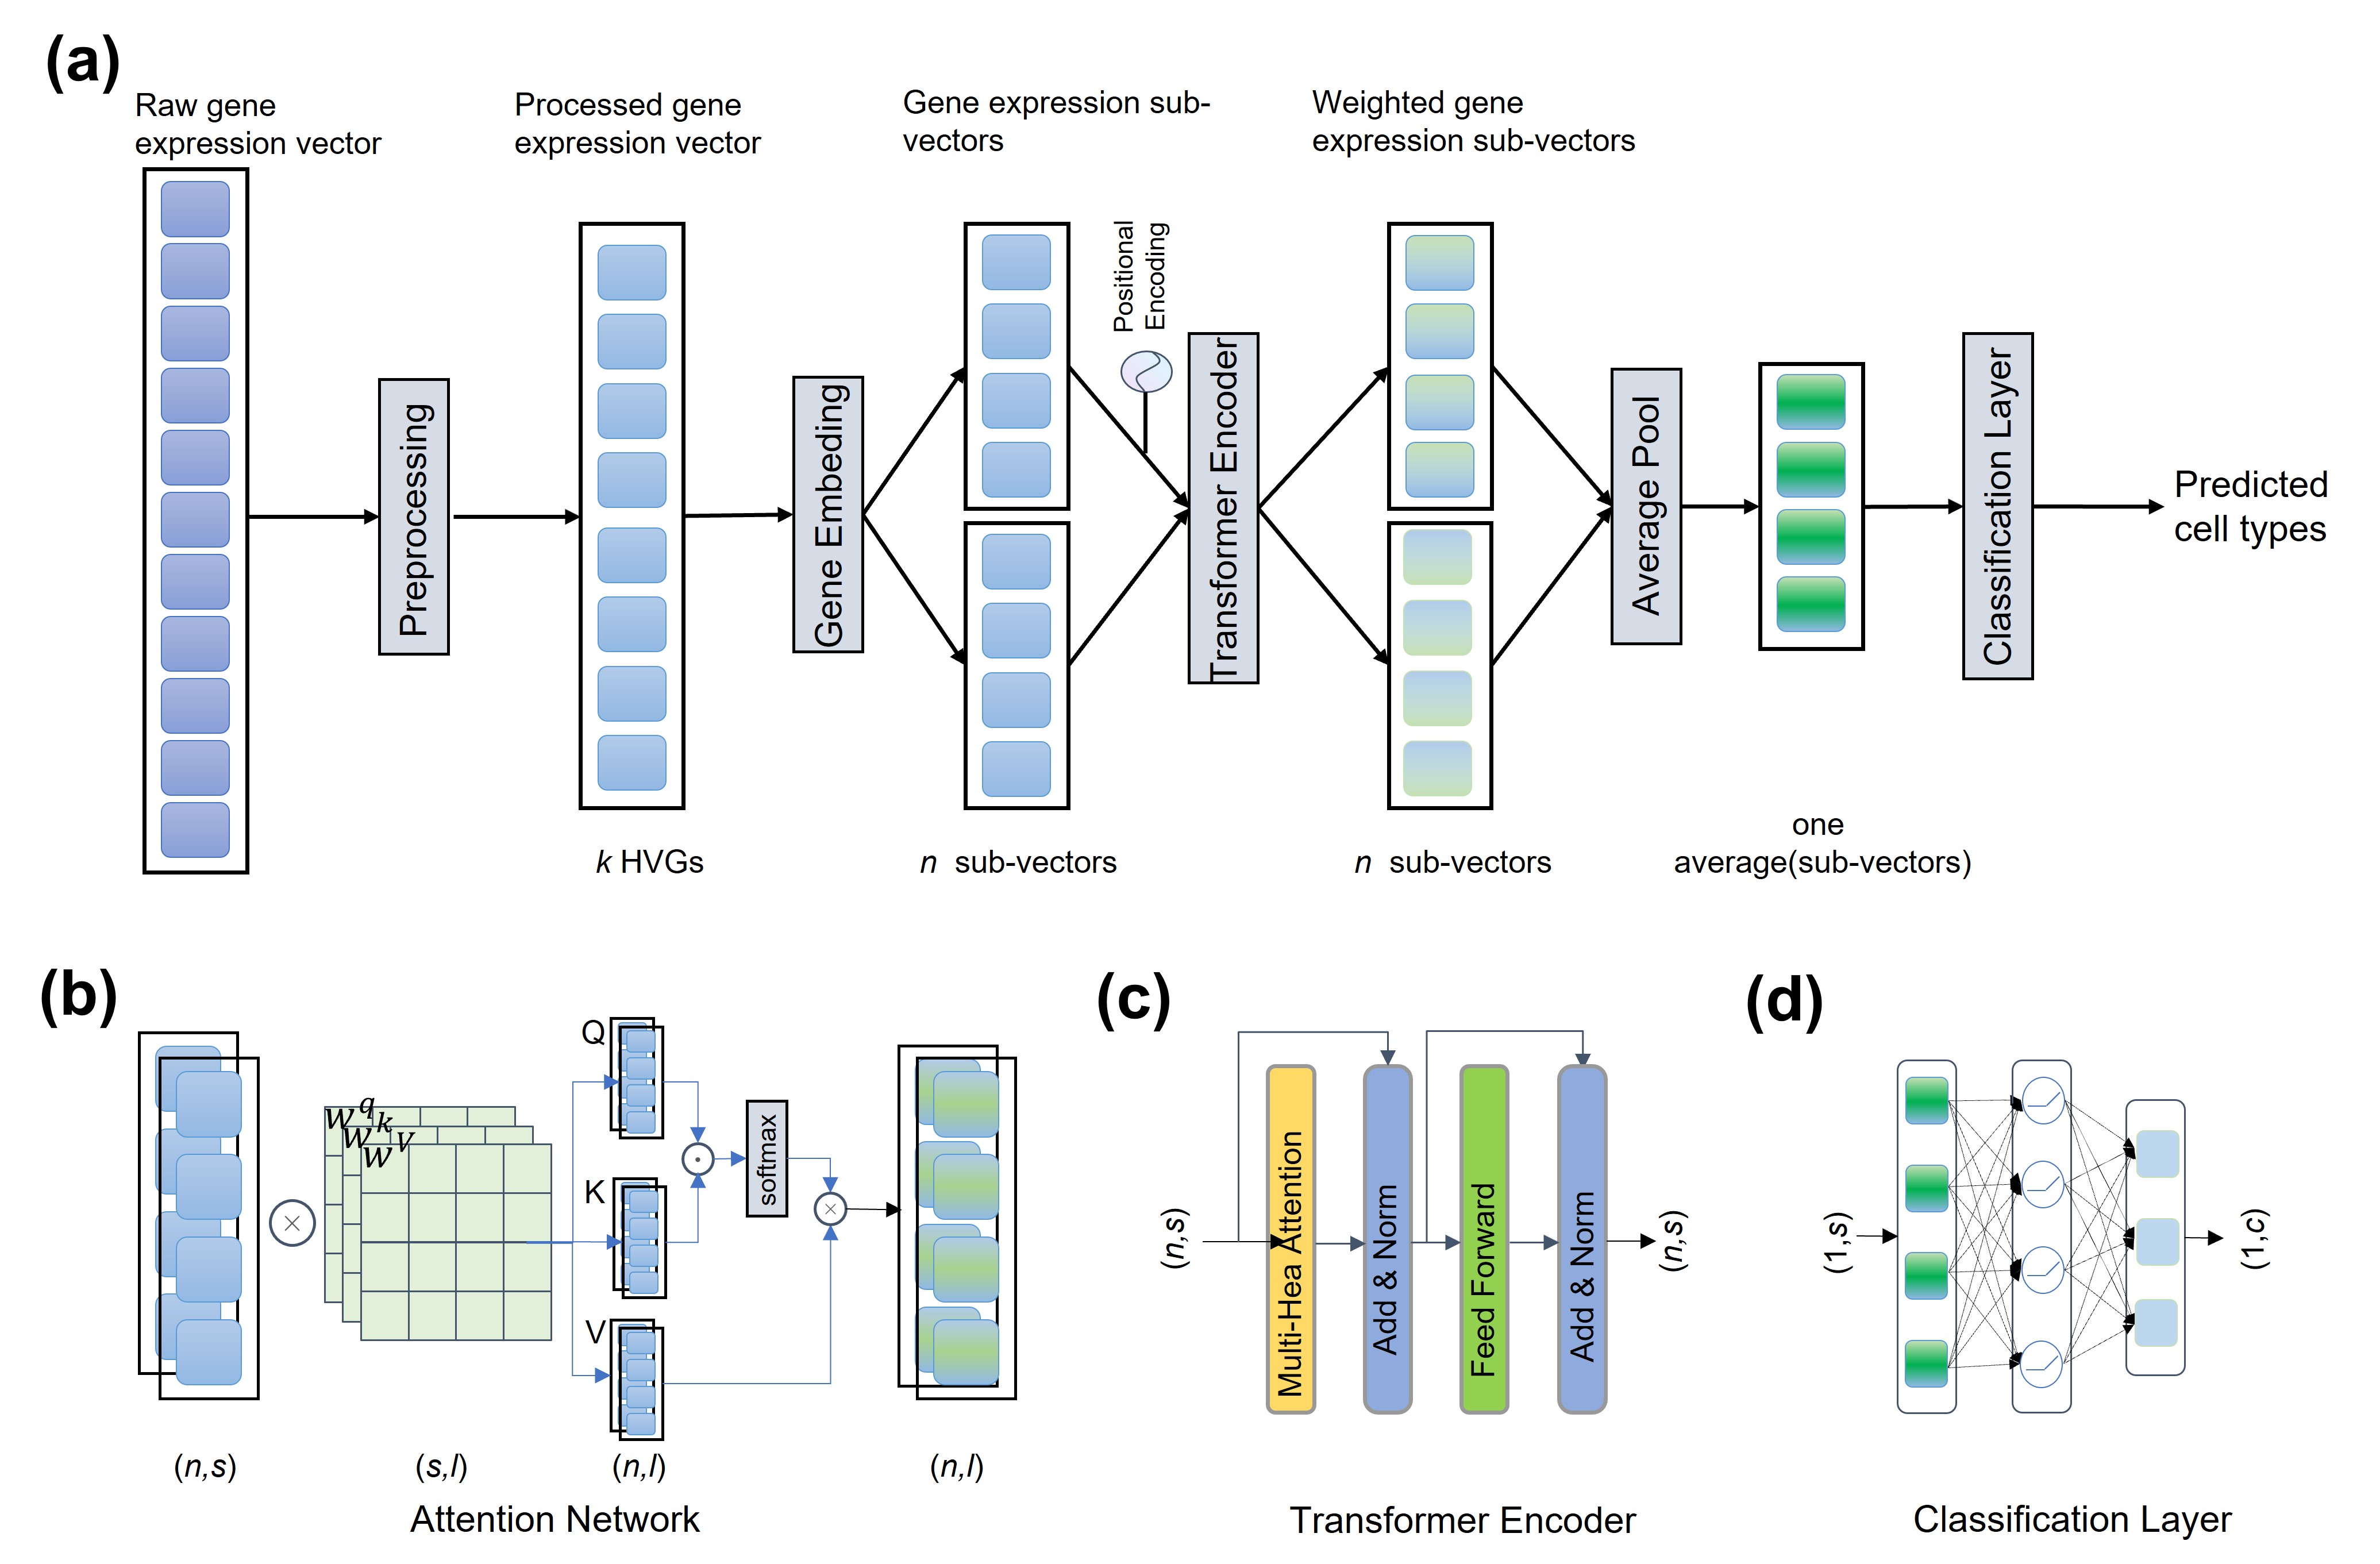 (a)
Raw gene
expression vector
Processed gene
expression vector
Gene expression sub-
vectors
Weighted gene
expression sub-vectors
Preprocessing
Gene Embeding
Positional
Encoding
Transformer Encoder
Average Pool
Classification Layer
Predicted
cell types
k HVGs
n sub-vectors
n sub-vectors
one
average(sub-vectors)
(b)
w^q
w^k
w^V
Q
K
V
softmax
(n,s)
(s,l)
(n,l)
(n,l)
Attention Network
(c)
(n,s)
Multi-Hea Attention
Add & Norm
Feed Forward
Add & Norm
(n,s)
Transformer Encoder
(d)
(1,s)
(1,c)
Classification Layer